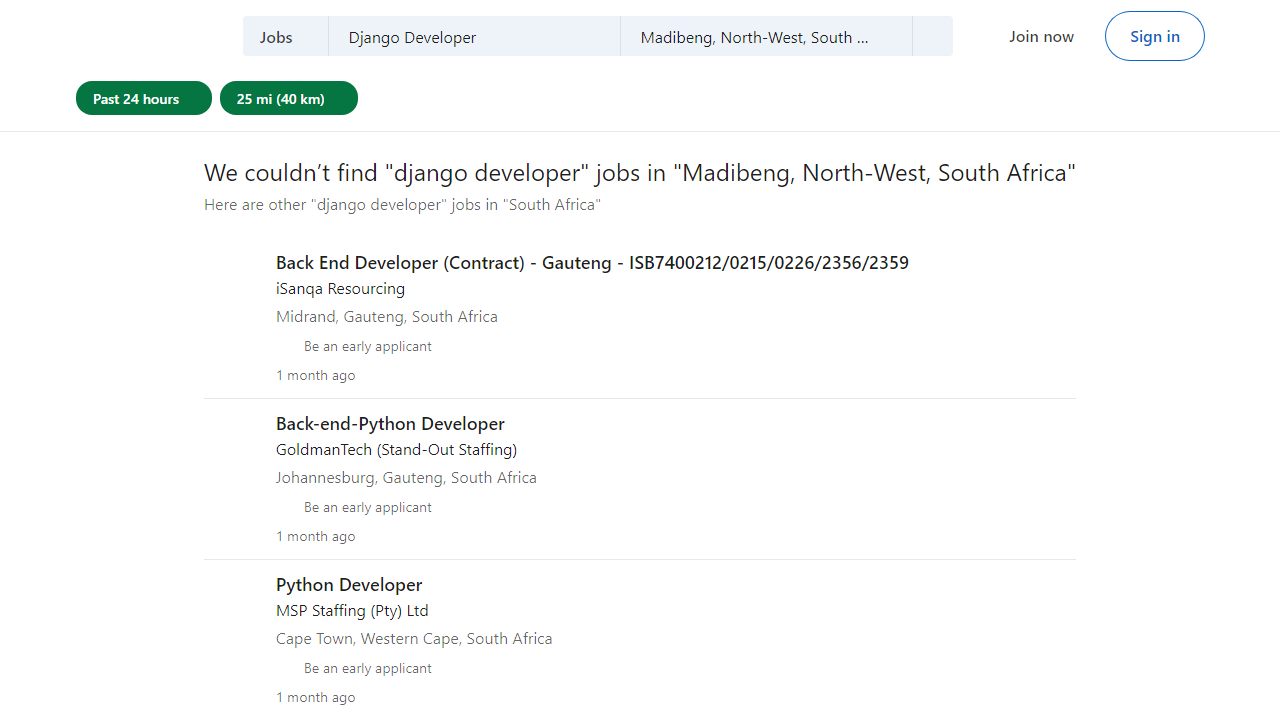 Jobs
Django Developer
Madibeng, North-West, South ...
Join now
Sign in
Past 24 hours
25 mi (40 km)
We couldn’t find "django developer" jobs in "Madibeng, North-West, South Africa"
Here are other "django developer" jobs in "South Africa"
Back End Developer (Contract) - Gauteng - ISB7400212/0215/0226/2356/2359
iSanqa Resourcing
Midrand, Gauteng, South Africa
Be an early applicant
1 month ago
Back-end-Python Developer
GoldmanTech (Stand-Out Staffing)
Johannesburg, Gauteng, South Africa
Be an early applicant
1 month ago
Python Developer
MSP Staffing (Pty) Ltd
Cape Town, Western Cape, South Africa
Be an early applicant
1 month ago